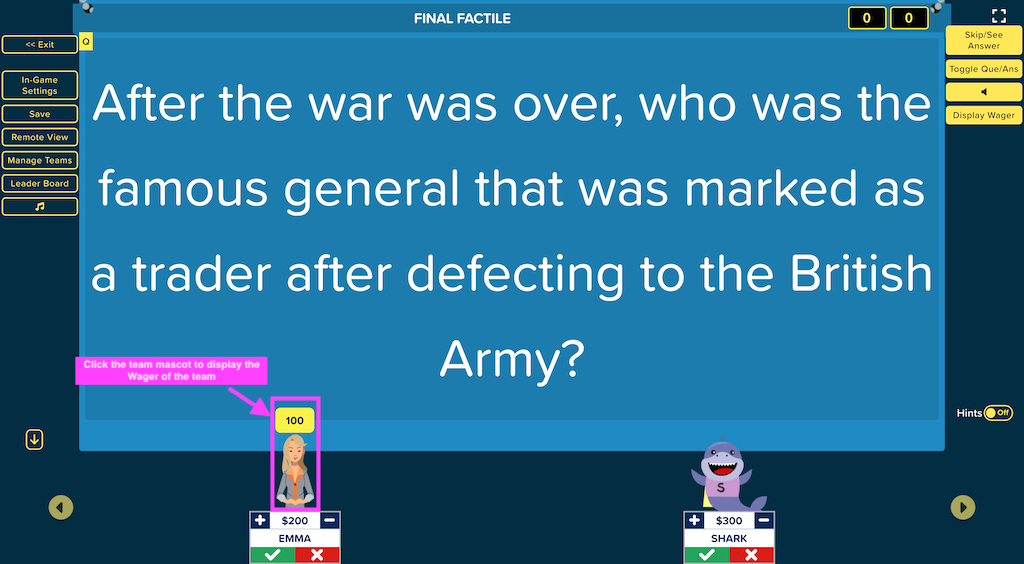 FINAL FACTILE
0 0
<< Exit
Q
Skip/See
Answer
In-Game
Settings
Toggle Que/Ans
Save
Display Wager
Remote View
Manage Teams
Leader Board
After the war was over, who was the
famous general that was marked as
a trader after defecting to the British
Army?
Click the team mascot to display the
Wager of the team
100
Hints Off
S
+ $200 −
EMMA
+ $300 −
SHARK